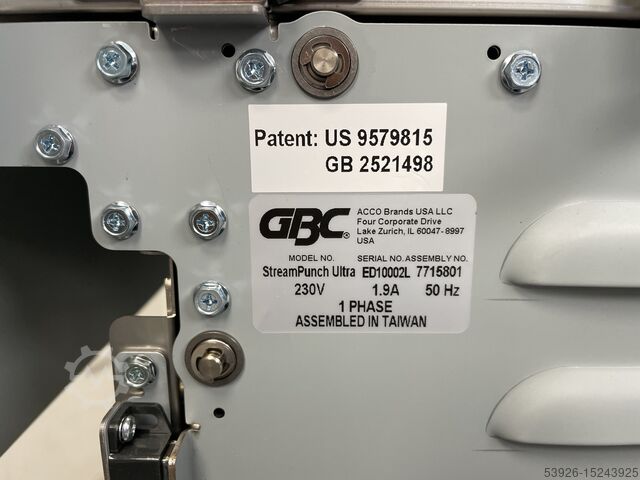 Patent: US 9579815
GB 2521498
GBC
ACCO Brands USA LLC
Four Corporate Drive
Lake Zurich, IL 60047-8997
USA
MODEL NO. SERIAL NO. ASSEMBLY NO.
StreamPunch Ultra ED10002L 7715801
230V 1.9A 50 Hz
1 PHASE
ASSEMBLED IN TAIWAN
53926-15243925